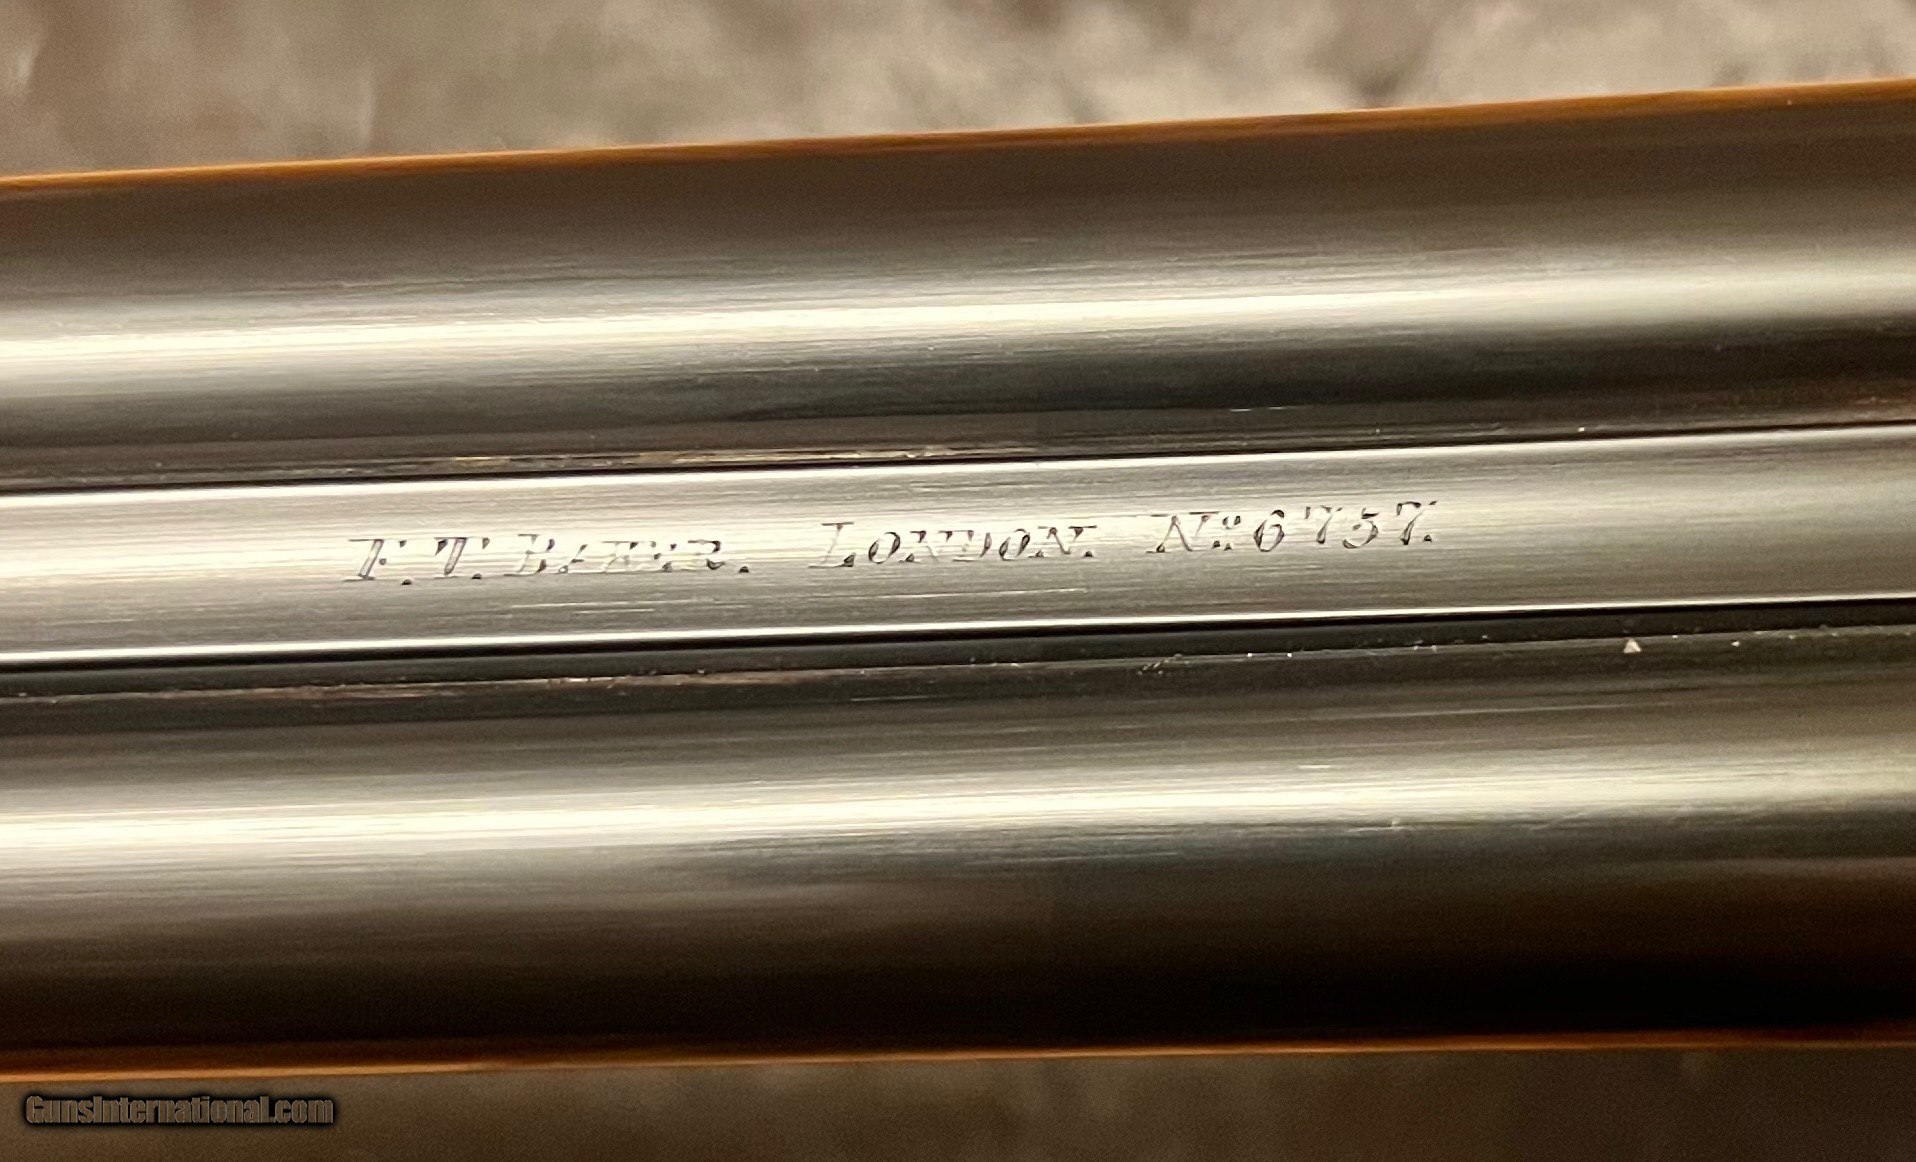 F.T. BAKER. LONDON. No. 6757.
GunsInternational.com